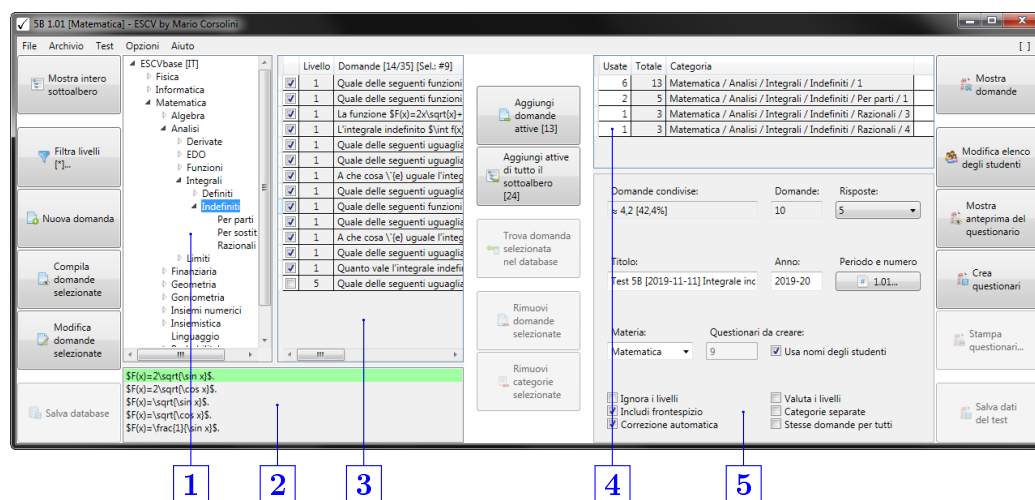 5B 1.01 [Matematica] - ESCV by Mario Corsolini
File Archivio Test Opzioni Aiuto [ ]
Mostra intero
sottoalbero
Filtra livelli
[*]...
Nuova domanda
Compila
domande
selezionate
Modifica
domande
selezionate
Salva database
ESCVbase [IT]
Fisica
Informatica
Matematica
Algebra
Analisi
Derivate
EDO
Funzioni
Integrali
Definiti
Indefiniti
Per parti
Per sostit
Razionali
Limiti
Finanziaria
Geometria
Goniometria
Insiemi numerici
Insiemistica
Linguaggio
Livello Domande [14/35] [Sel.: #9]
1 Quale delle seguenti funzioni
1 Quale delle seguenti funzioni
1 La funzione $F(x)=2x\sqrt{x}+
1 L'integrale indefinito $\int f(x)
1 Quale delle seguenti uguaglia
1 Quale delle seguenti uguaglia
1 A che cosa \`{e} uguale l'integ
1 Quale delle seguenti uguaglia
1 Quale delle seguenti funzioni
1 Quale delle seguenti uguaglia
1 A che cosa \`{e} uguale l'integ
1 Quale delle seguenti uguaglia
1 Quanto vale l'integrale indefin
5 Quale delle seguenti uguaglia
$F(x)=2\sqrt{\sin x}$.
$F(x)=2\sqrt{\cos x}$.
$F(x)=\sqrt{\sin x}$.
$F(x)=\sqrt{\cos x}$.
$F(x)=\frac{1}{\sin x}$.
Aggiungi
domande
attive [13]
Aggiungi attive
di tutto il
sottoalbero
[24]
Trova domanda
selezionata
nel database
Rimuovi
domande
selezionate
Rimuovi
categorie
selezionate
Usate Totale Categoria
6 13 Matematica / Analisi / Integrali / Indefiniti / 1
2 5 Matematica / Analisi / Integrali / Indefiniti / Per parti / 1
1 3 Matematica / Analisi / Integrali / Indefiniti / Razionali / 3
1 3 Matematica / Analisi / Integrali / Indefiniti / Razionali / 4
Domande condivise: Domande: Risposte:
≈ 4,2 [42,4%] 10 5
Titolo: Anno: Periodo e numero
Test 5B [2019-11-11] Integrale inc 2019-20 # 1.01...
Materia: Questionari da creare:
Matematica 9 Usa nomi degli studenti
Ignora i livelli Valuta i livelli
Includi frontespizio Categorie separate
Correzione automatica Stesse domande per tutti
Mostra
domande
Modifica elenco
degli studenti
Mostra
anteprima del
questionario
Crea
questionari
Stampa
questionari...
Salva dati
del test
1 2 3 4 5